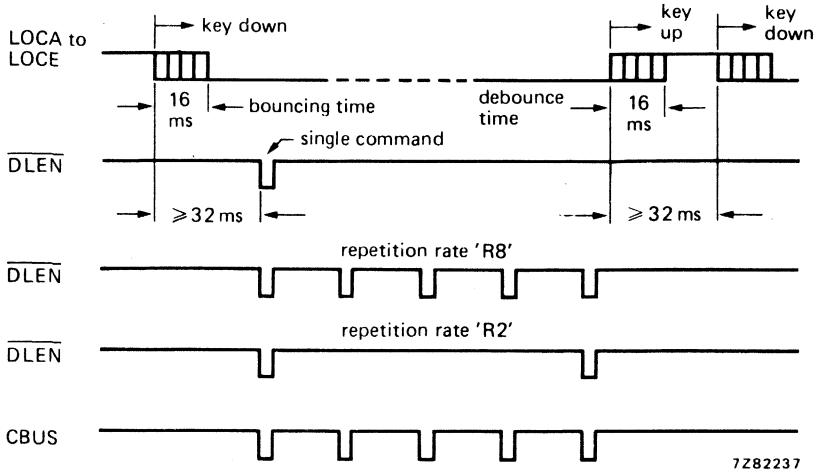 key down
key
up
key
down
LOCA to
LOCE
16
ms
bouncing time
debounce
time
16
ms
single command
DLEN
≥32 ms
≥32 ms
repetition rate 'R8'
DLEN
repetition rate 'R2'
DLEN
CBUS
7Z82237